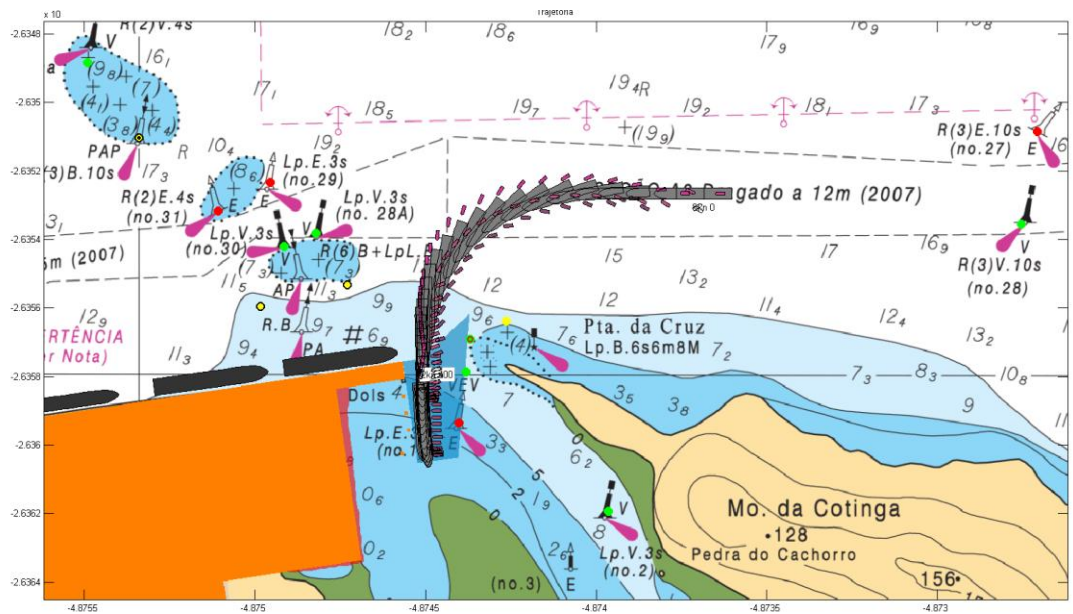 Trajetoria
x 10
-2.6348
-2.635
-2.6352
-2.6354
-2.6356
-2.6358
-2.636
-2.6362
-2.6364
-4.8755
-4.875
-4.8745
-4.874
-4.8735
-4.873
R(2)V.4s
V
a
16₁
(9₈)
(7)
(4₁)
(3₈)
(4₄)
PAP
R
(3)B.10s
17₃
17₁
18₂
18₆
17₉
18₅
19₇
19₄R
19₂
18₁
17₃
(19₉)
R(3)E.10s
(no.27)
E
16
10₄
19₂
(8₆)
Lp.E.3s
(no.29)
E
R(2)E.4s
(no.31)
E
Lp.V.3s
(no. 28A)
V
Lp.V.3s
(no.30)
V
R(6)B+LpL.
(7₃)
(7₃)
AP
5m (2007)
gado a 12m (2007)
15
13₂
17
16₉
V
R(3)V.10s
(no.28)
11₅
11₃
9₉
12
12
12
11₄
13₂
12₉
R.B
9₇
PA
#
6₉
9₆
(4)
7₆
Pta. da Cruz
Lp.B.6s6m8M
7₂
7₃
8₃
10₈
ERTÊNCIA
r Nota)
11₃
9₄
Dols
4
VEV
7
3₈
9
Lp.E.3
(no.1
E
3₃
0
6₂
5
2
1₉
0
0₆
0₂
8
V
Lp.V.3s
(no.2)
2₆
(no.3)
E
Mo. da Cotinga
128
Pedra do Cachorro
156